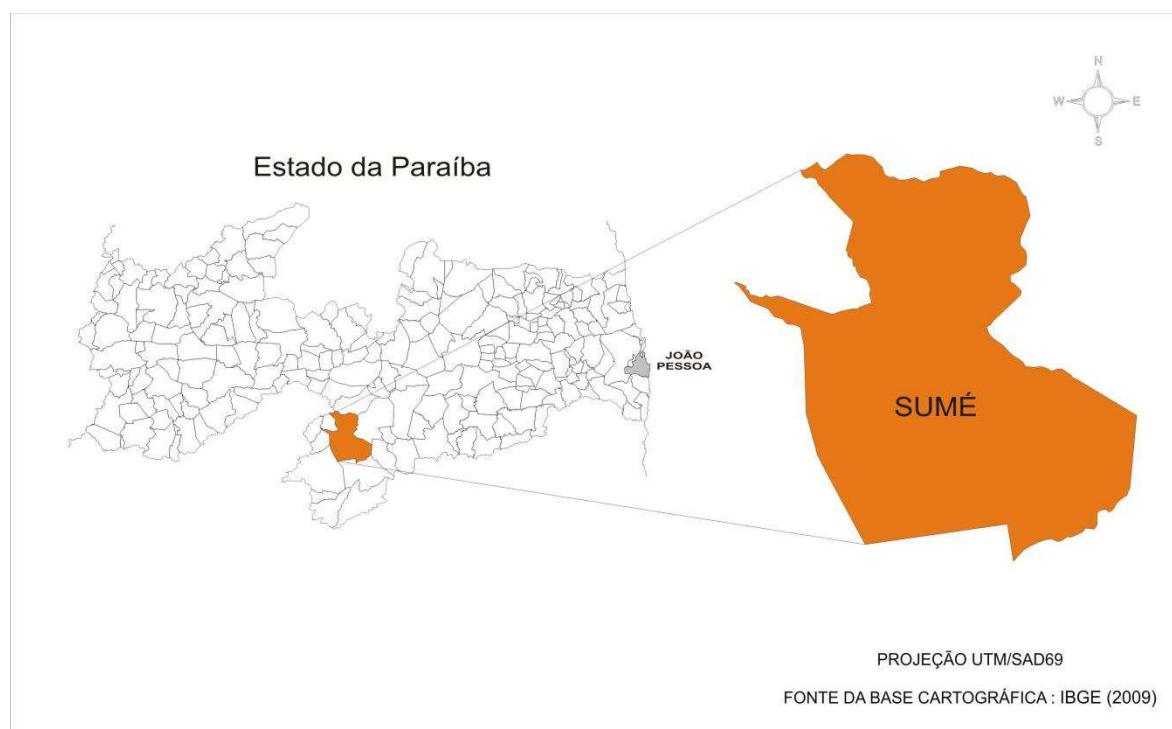 N
W E
S
Estado da Paraíba
JOÃO
PESSOA
SUMÉ
PROJEÇÃO UTM/SAD69
FONTE DA BASE CARTOGRÁFICA : IBGE (2009)